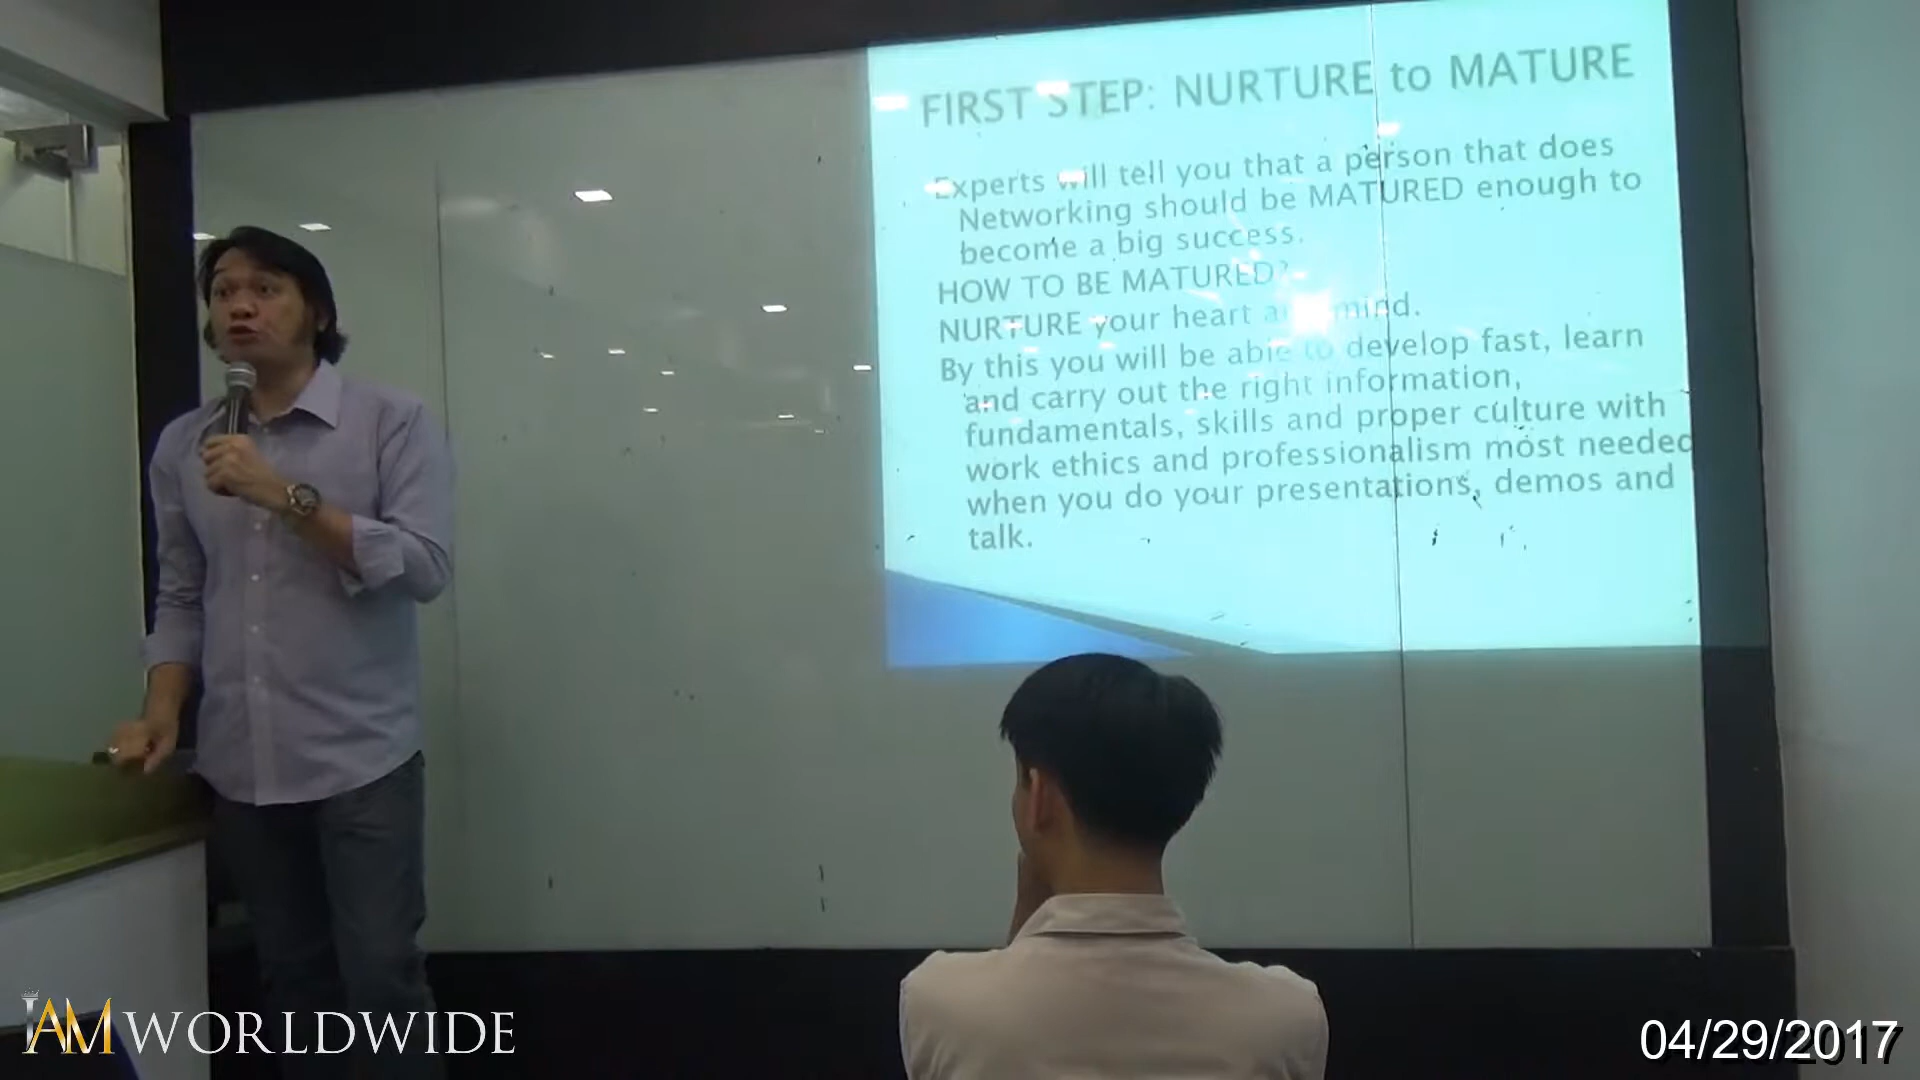 FIRST STEP: NURTURE to MATURE
Experts will tell you that a person that does
Networking should be MATURED enough to
become a big success.
HOW TO BE MATURED?
NURTURE your heart and mind.
By this you will be able to develop fast, learn
and carry out the right information,
fundamentals, skills and proper culture with
work ethics and professionalism most needed
when you do your presentations, demos and
talk.
IAMWORLDWIDE
04/29/2017